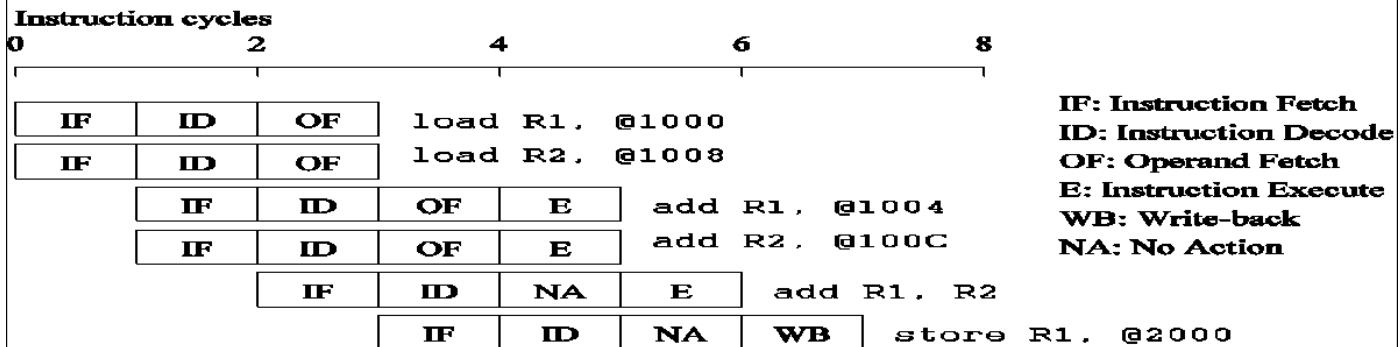 Instruction cycles
0 2 4 6 8
IF ID OF load R1, @1000
IF ID OF load R2, @1008
IF ID OF E add R1, @1004
IF ID OF E add R2, @100C
IF ID NA E add R1, R2
IF ID NA WB store R1, @2000
IF: Instruction Fetch
ID: Instruction Decode
OF: Operand Fetch
E: Instruction Execute
WB: Write-back
NA: No Action